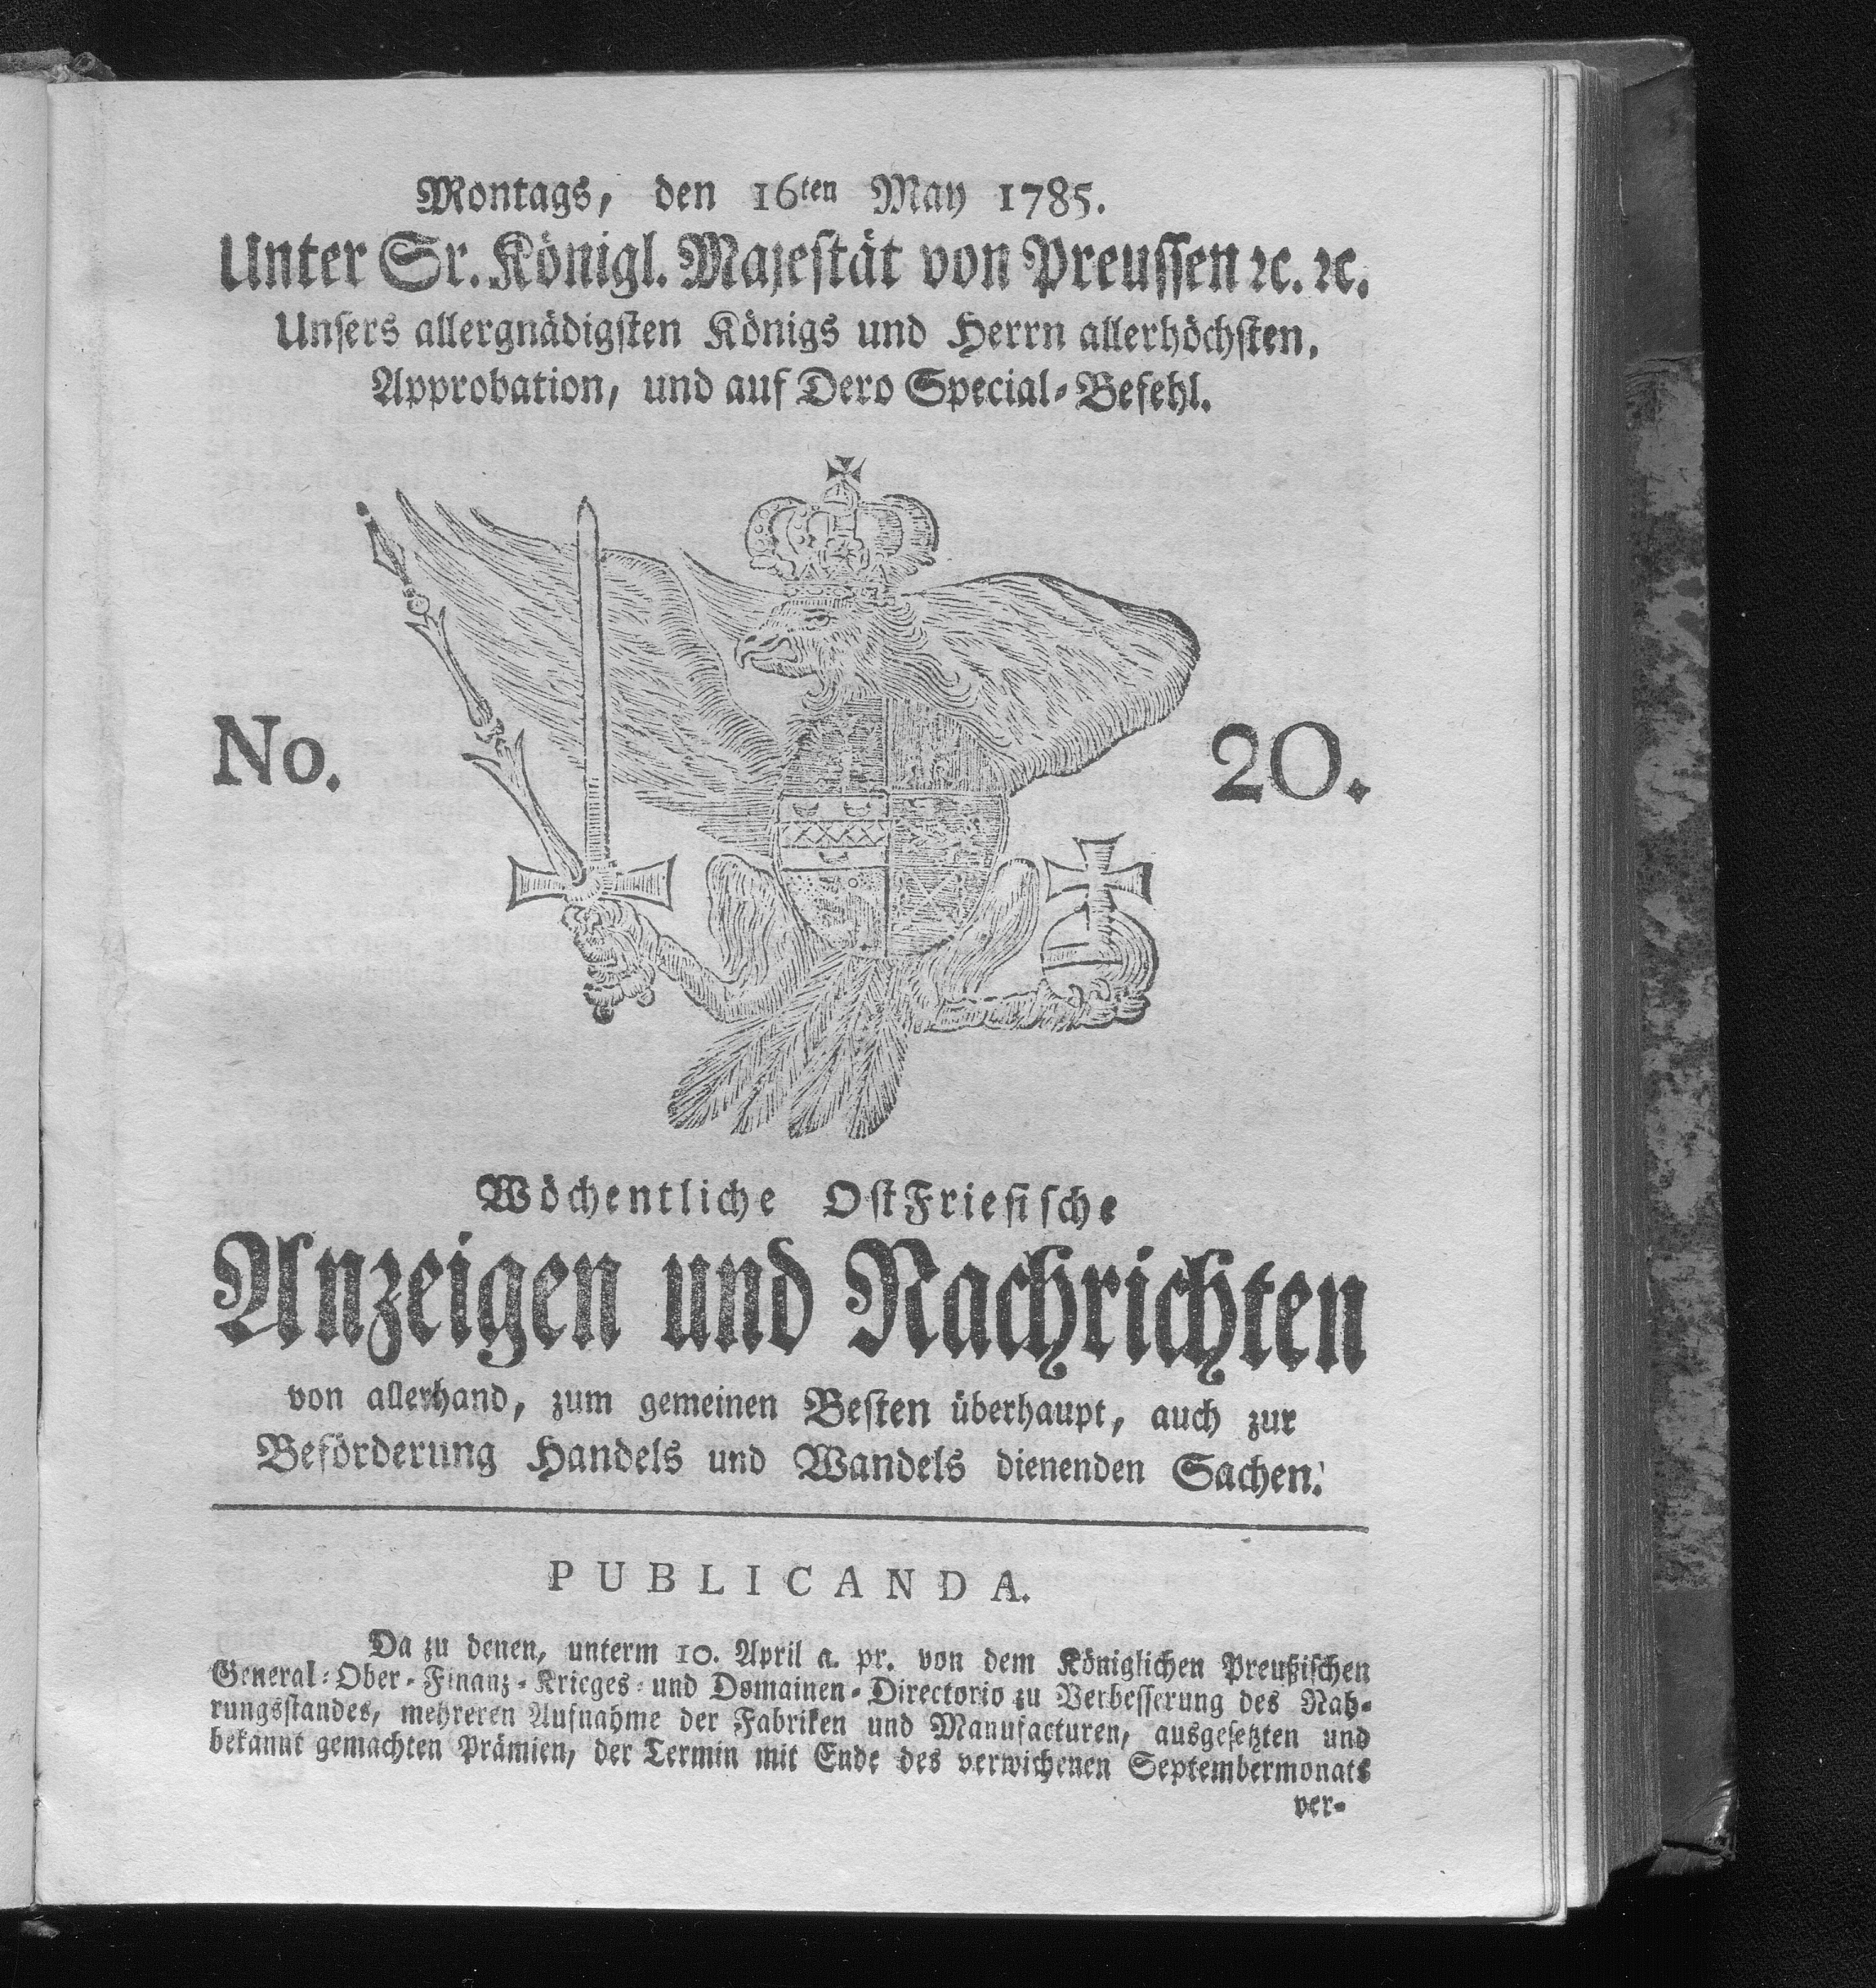 Montags, den 16ten May 1785.
Unter Sr. Königl. Majestät von Preussen ꝛc. ꝛc.
Unsers allergnädigsten Königs und Herrn allerhöchsten,
Approbation, und auf Dero Special-Befehl.
No. 20.
Wöchentliche OstFriesische
Anzeigen und Nachrichten
von allerhand, zum gemeinen Besten überhaupt, auch zur
Beförderung Handels und Wandels dienenden Sachen.
PUBLICANDA.
Da zu denen, unterm 10. April a. pr. von dem Königlichen Preußischen
General-Ober-Finanz-Krieges- und Domainen-Directorio zu Verbesserung des Nah-
rungsstandes, mehreren Aufnahme der Fabriken und Manufacturen, ausgesetzten und
bekannt gemachten Prämien, der Termin mit Ende des verwichenen Septembermonats
ver-